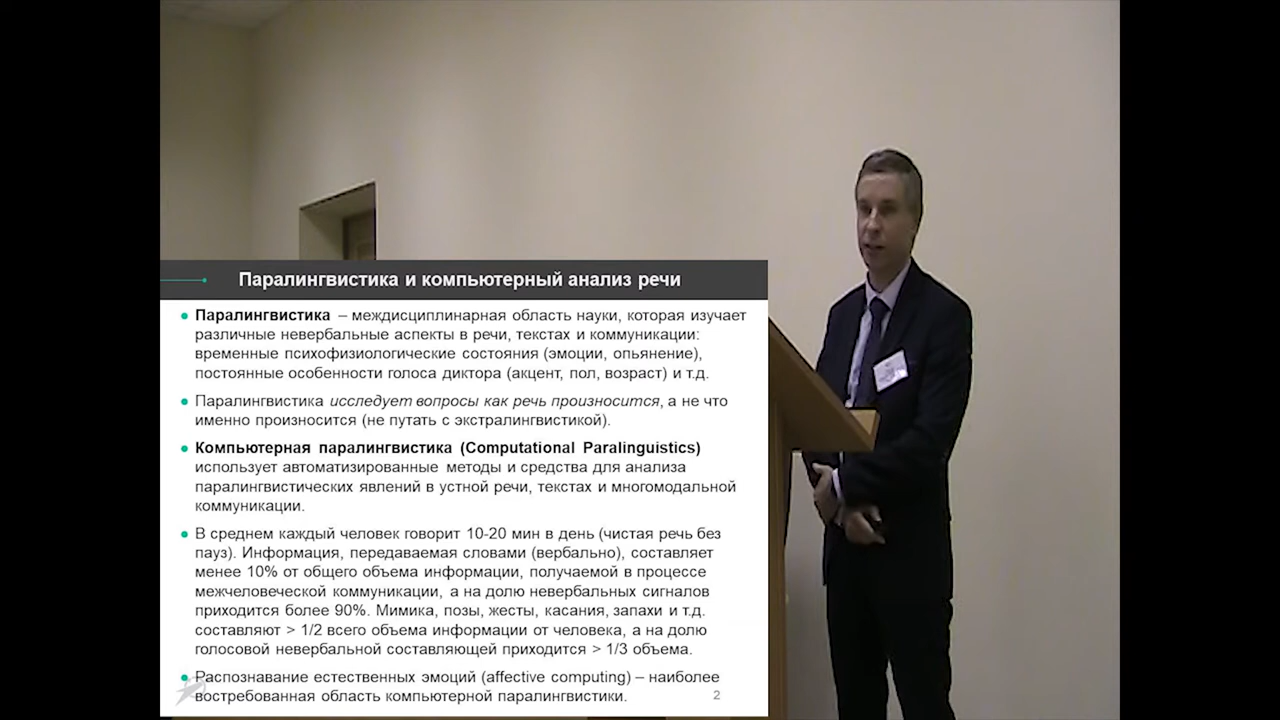 Паралингвистика и компьютерный анализ речи
Паралингвистика – междисциплинарная область науки, которая изучает
различные невербальные аспекты в речи, текстах и коммуникации:
временные психофизиологические состояния (эмоции, опьянение),
постоянные особенности голоса диктора (акцент, пол, возраст) и т.д.
Паралингвистика исследует вопросы как речь произносится, а не что
именно произносится (не путать с экстралингвистикой).
Компьютерная паралингвистика (Computational Paralinguistics)
использует автоматизированные методы и средства для анализа
паралингвистических явлений в устной речи, текстах и многомодальной
коммуникации.
В среднем каждый человек говорит 10-20 мин в день (чистая речь без
пауз). Информация, передаваемая словами (вербально), составляет
менее 10% от общего объема информации, получаемой в процессе
межчеловеческой коммуникации, а на долю невербальных сигналов
приходится более 90%. Мимика, позы, жесты, касания, запахи и т.д.
составляют > 1/2 всего объема информации от человека, а на долю
голосовой невербальной составляющей приходится > 1/3 объема.
Распознавание естественных эмоций (affective computing) – наиболее
востребованная область компьютерной паралингвистики.
2